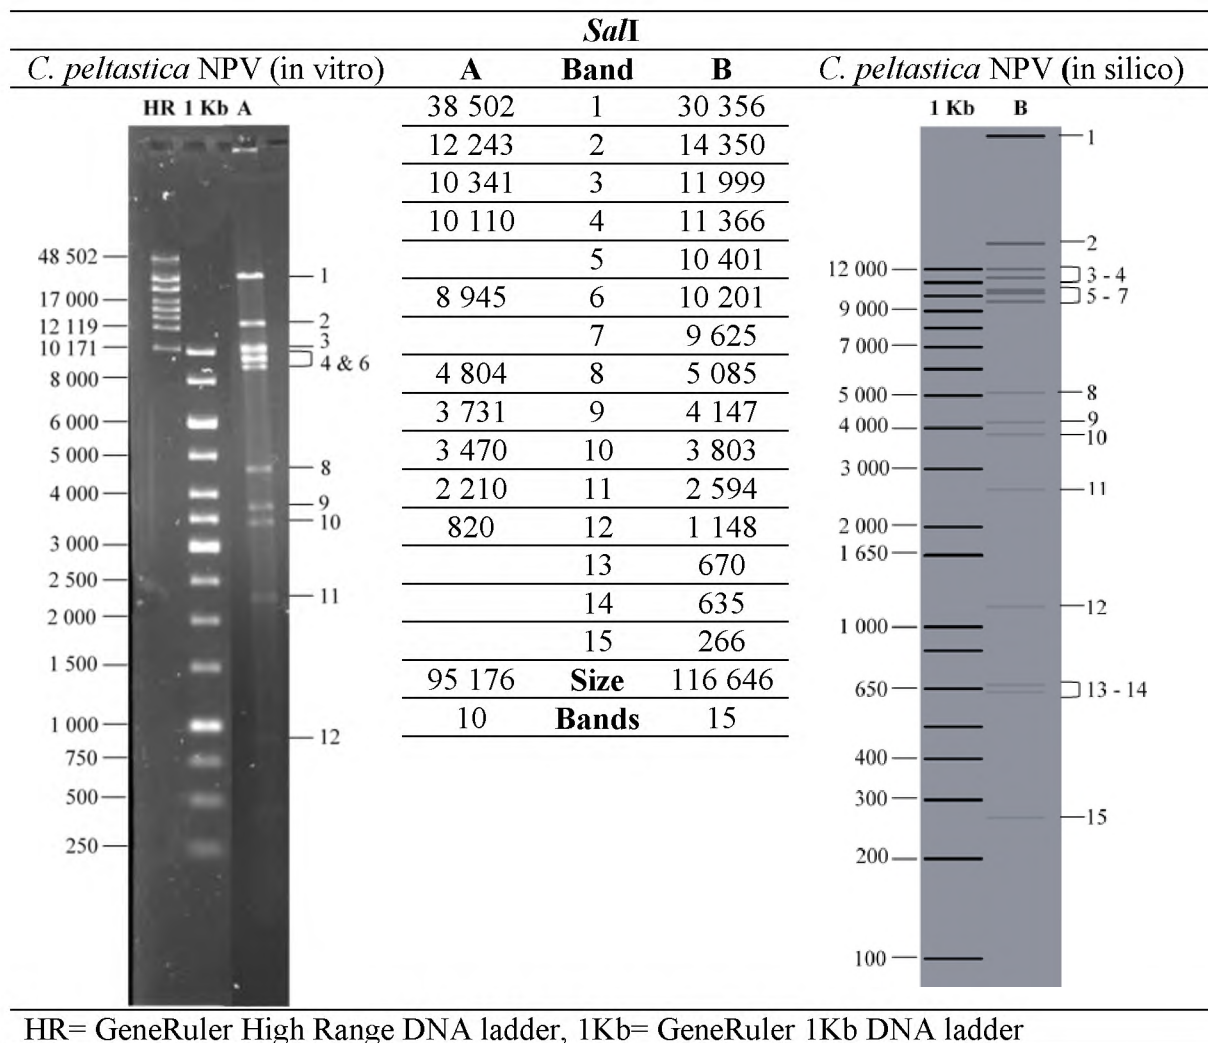 SalI
C. peltastica NPV (in vitro) A Band B C. peltastica NPV (in silico)
HR 1 Kb A
48 502
17 000
12 119
10 171
8 000
6 000
5 000
4 000
3 000
2 500
2 000
1 500
1 000
750
500
250
1
2
3
4 & 6
8
9
10
11
12
38 502 1 30 356
12 243 2 14 350
10 341 3 11 999
10 110 4 11 366
5 10 401
8 945 6 10 201
7 9 625
4 804 8 5 085
3 731 9 4 147
3 470 10 3 803
2 210 11 2 594
820 12 1 148
13 670
14 635
15 266
95 176 Size 116 646
10 Bands 15
1 Kb B
12 000
9 000
7 000
5 000
4 000
3 000
2 000
1 650
1 000
650
400
300
200
100
1
2
3 - 4
5 - 7
8
9
10
11
12
13 - 14
15
HR= GeneRuler High Range DNA ladder, 1Kb= GeneRuler 1Kb DNA ladder